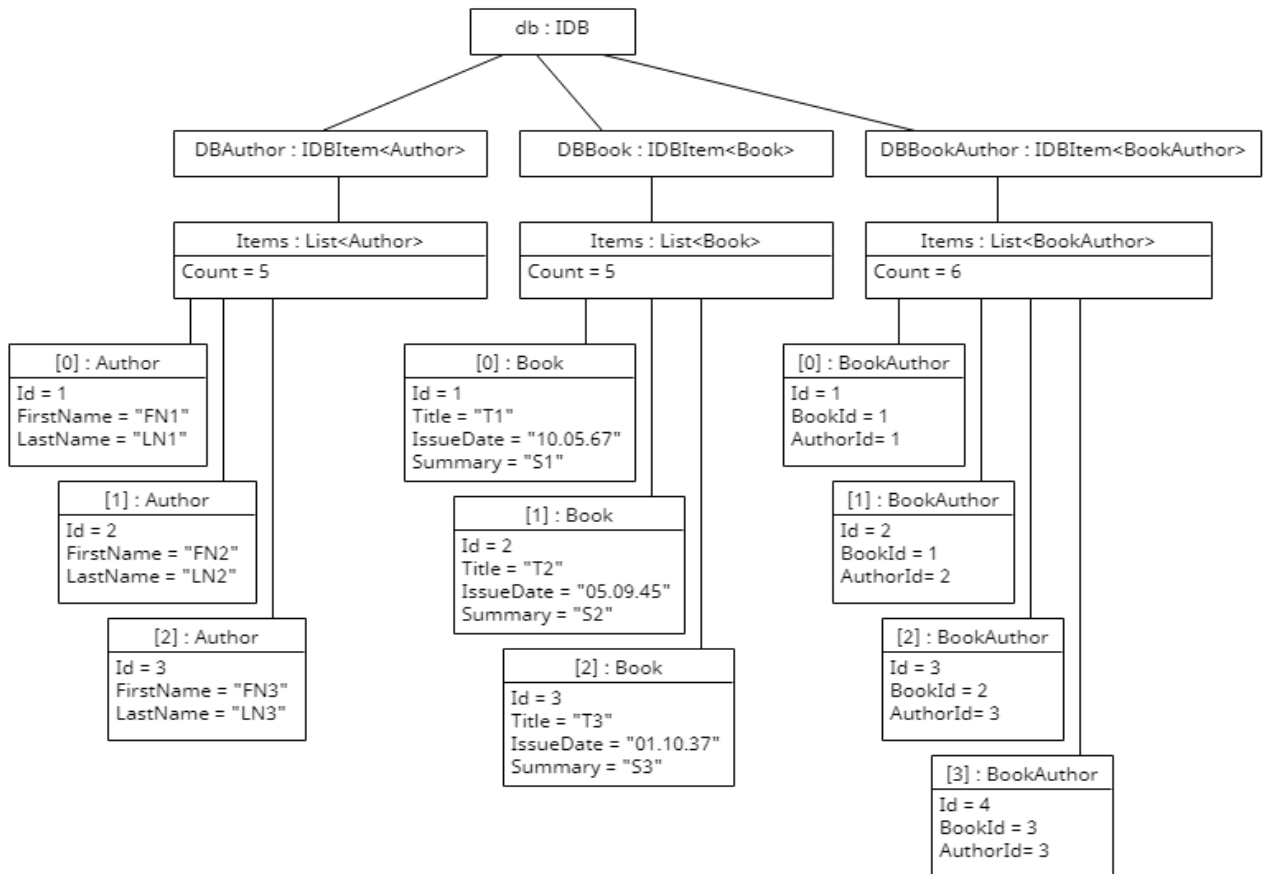 db : IDB
DBAuthor : IDBItem<Author>
DBBook : IDBItem<Book>
DBBookAuthor : IDBItem<BookAuthor>
Items : List<Author>
Count = 5
Items : List<Book>
Count = 5
Items : List<BookAuthor>
Count = 6
[0] : Author
Id = 1
FirstName = "FN1"
LastName = "LN1"
[1] : Author
Id = 2
FirstName = "FN2"
LastName = "LN2"
[2] : Author
Id = 3
FirstName = "FN3"
LastName = "LN3"
[0] : Book
Id = 1
Title = "T1"
IssueDate = "10.05.67"
Summary = "S1"
[1] : Book
Id = 2
Title = "T2"
IssueDate = "05.09.45"
Summary = "S2"
[2] : Book
Id = 3
Title = "T3"
IssueDate = "01.10.37"
Summary = "S3"
[0] : BookAuthor
Id = 1
BookId = 1
AuthorId= 1
[1] : BookAuthor
Id = 2
BookId = 1
AuthorId= 2
[2] : BookAuthor
Id = 3
BookId = 2
AuthorId= 3
[3] : BookAuthor
Id = 4
BookId = 3
AuthorId= 3